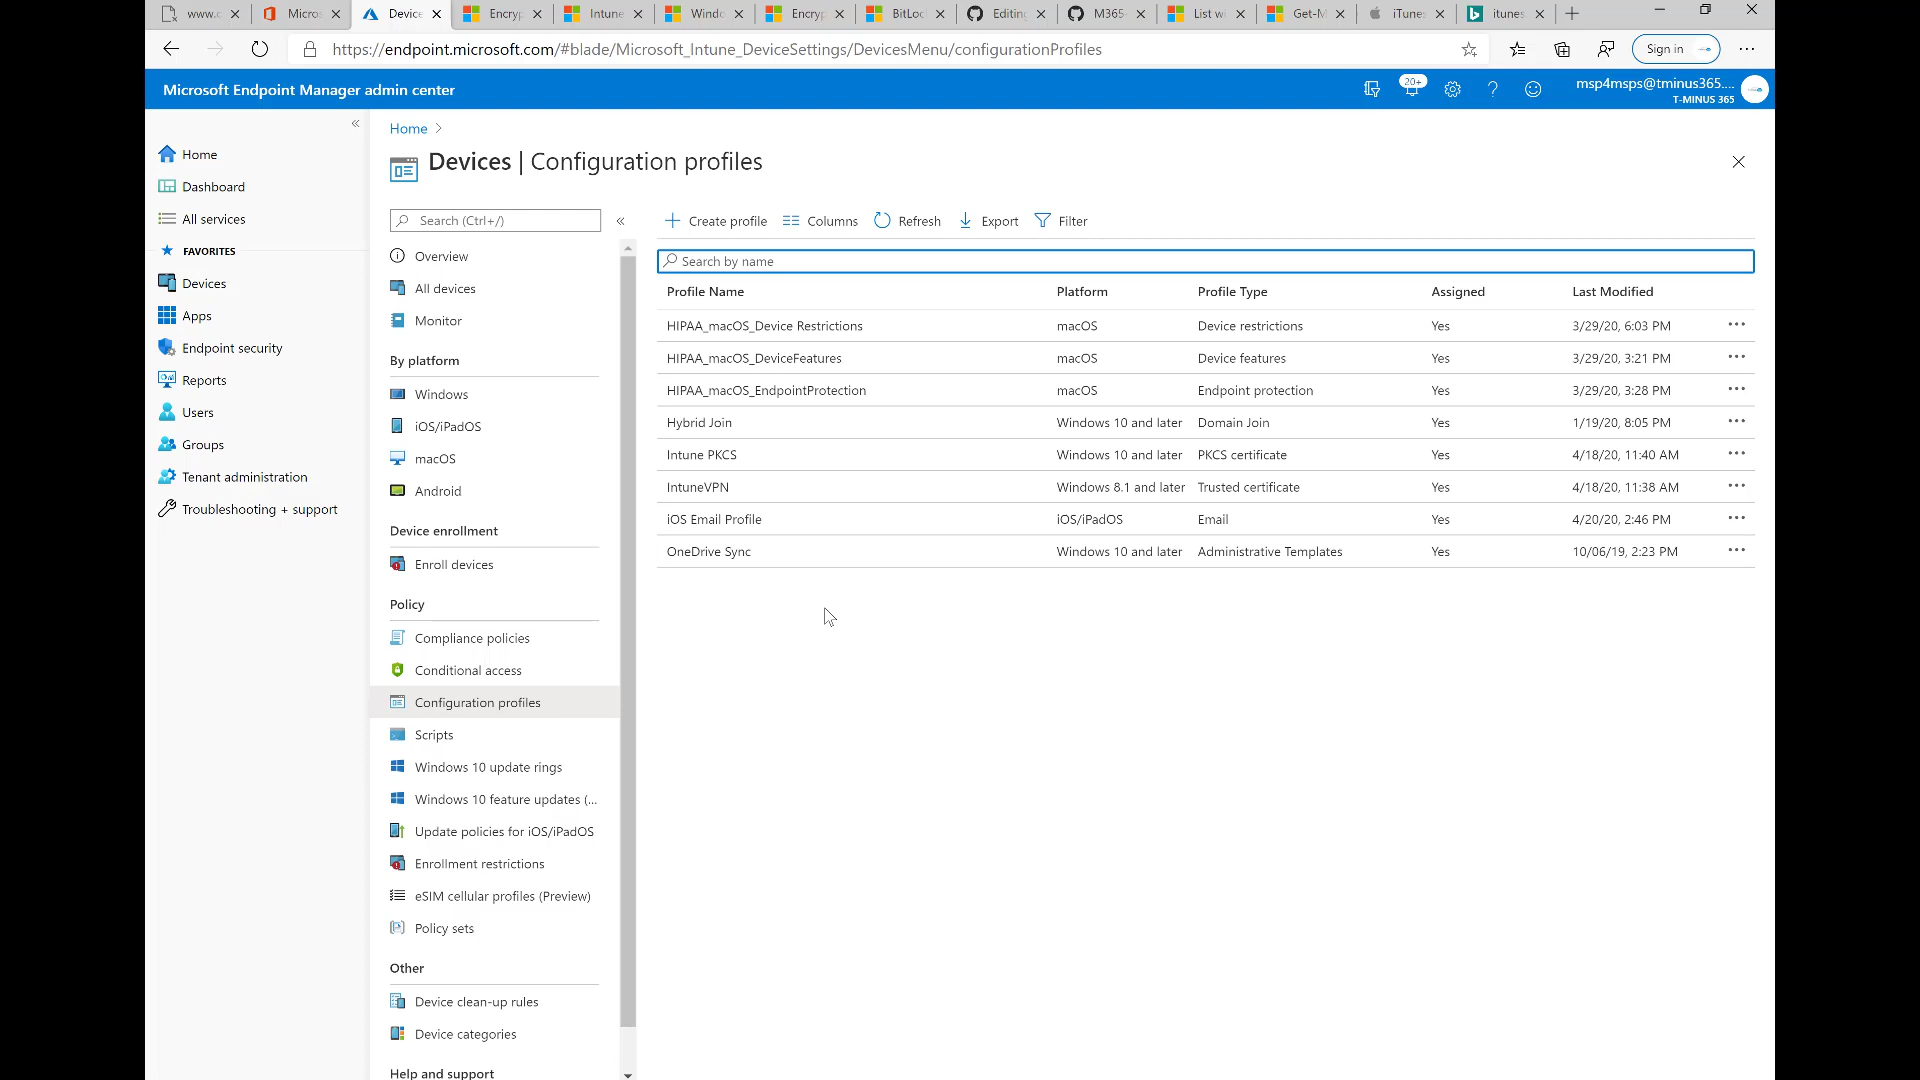 www.c
Micros
Device
Encryp
Intune
Windo
Encryp
BitLoc
Editin
M365-
List wi
Get-M
iTunes
itunes
https://endpoint.microsoft.com/#blade/Microsoft_Intune_DeviceSettings/DevicesMenu/configurationProfiles
Sign in
Microsoft Endpoint Manager admin center
20+
msp4msps@tminus365....
T-MINUS 365
Home
Dashboard
All services
FAVORITES
Devices
Apps
Endpoint security
Reports
Users
Groups
Tenant administration
Troubleshooting + support
Home
Devices | Configuration profiles
Search (Ctrl+/)
Overview
All devices
Monitor
By platform
Windows
iOS/iPadOS
macOS
Android
Device enrollment
Enroll devices
Policy
Compliance policies
Conditional access
Configuration profiles
Scripts
Windows 10 update rings
Windows 10 feature updates (...
Update policies for iOS/iPadOS
Enrollment restrictions
eSIM cellular profiles (Preview)
Policy sets
Other
Device clean-up rules
Device categories
Help and support
Create profile Columns Refresh Export Filter
Search by name
Profile Name Platform Profile Type Assigned Last Modified
HIPAA_macOS_Device Restrictions macOS Device restrictions Yes 3/29/20, 6:03 PM
HIPAA_macOS_DeviceFeatures macOS Device features Yes 3/29/20, 3:21 PM
HIPAA_macOS_EndpointProtection macOS Endpoint protection Yes 3/29/20, 3:28 PM
Hybrid Join Windows 10 and later Domain Join Yes 1/19/20, 8:05 PM
Intune PKCS Windows 10 and later PKCS certificate Yes 4/18/20, 11:40 AM
IntuneVPN Windows 8.1 and later Trusted certificate Yes 4/18/20, 11:38 AM
iOS Email Profile iOS/iPadOS Email Yes 4/20/20, 2:46 PM
OneDrive Sync Windows 10 and later Administrative Templates Yes 10/06/19, 2:23 PM